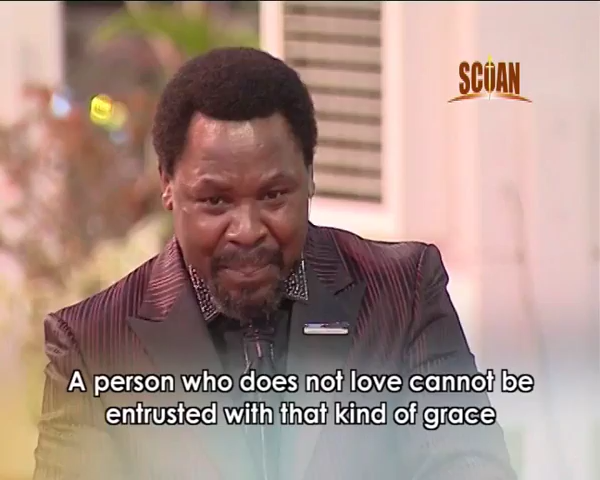 SCOAN
A person who does not love cannot be
entrusted with that kind of grace